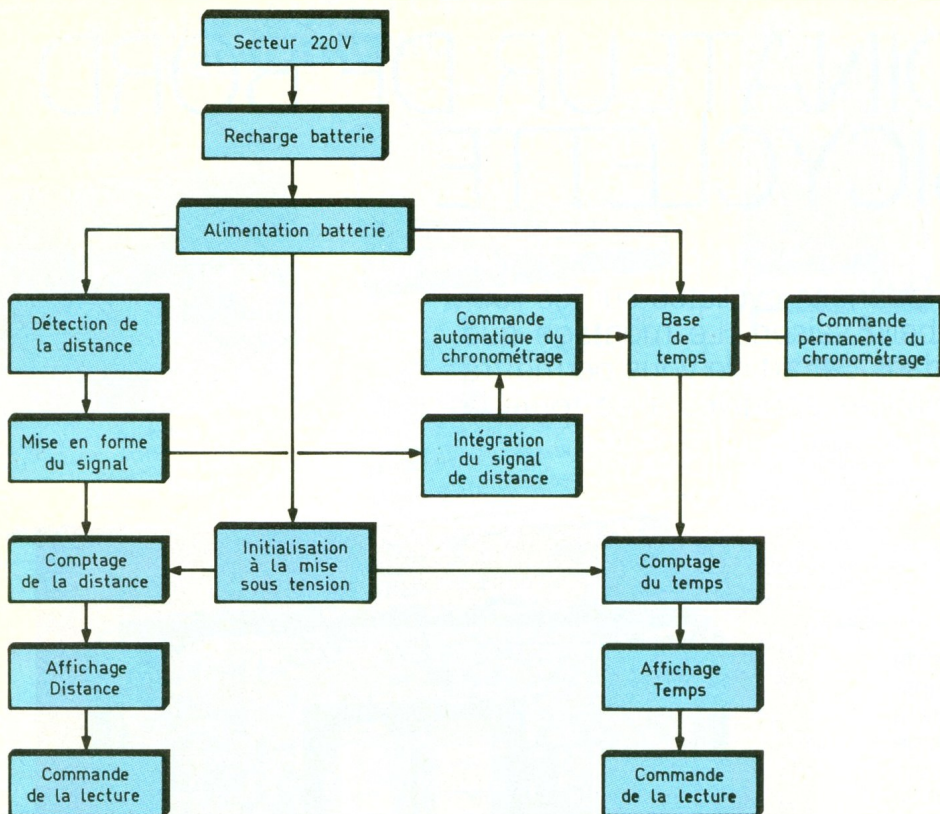 Secteur 220 V
Recharge batterie
Alimentation batterie
Détection de
la distance
Commande
automatique du
chronométrage
Base
de
temps
Commande
permanente du
chronométrage
Mise en forme
du signal
Intégration
du signal
de distance
Comptage
de la distance
Initialisation
à la mise
sous tension
Comptage
du temps
Affichage
Distance
Affichage
Temps
Commande
de la lecture
Commande
de la lecture